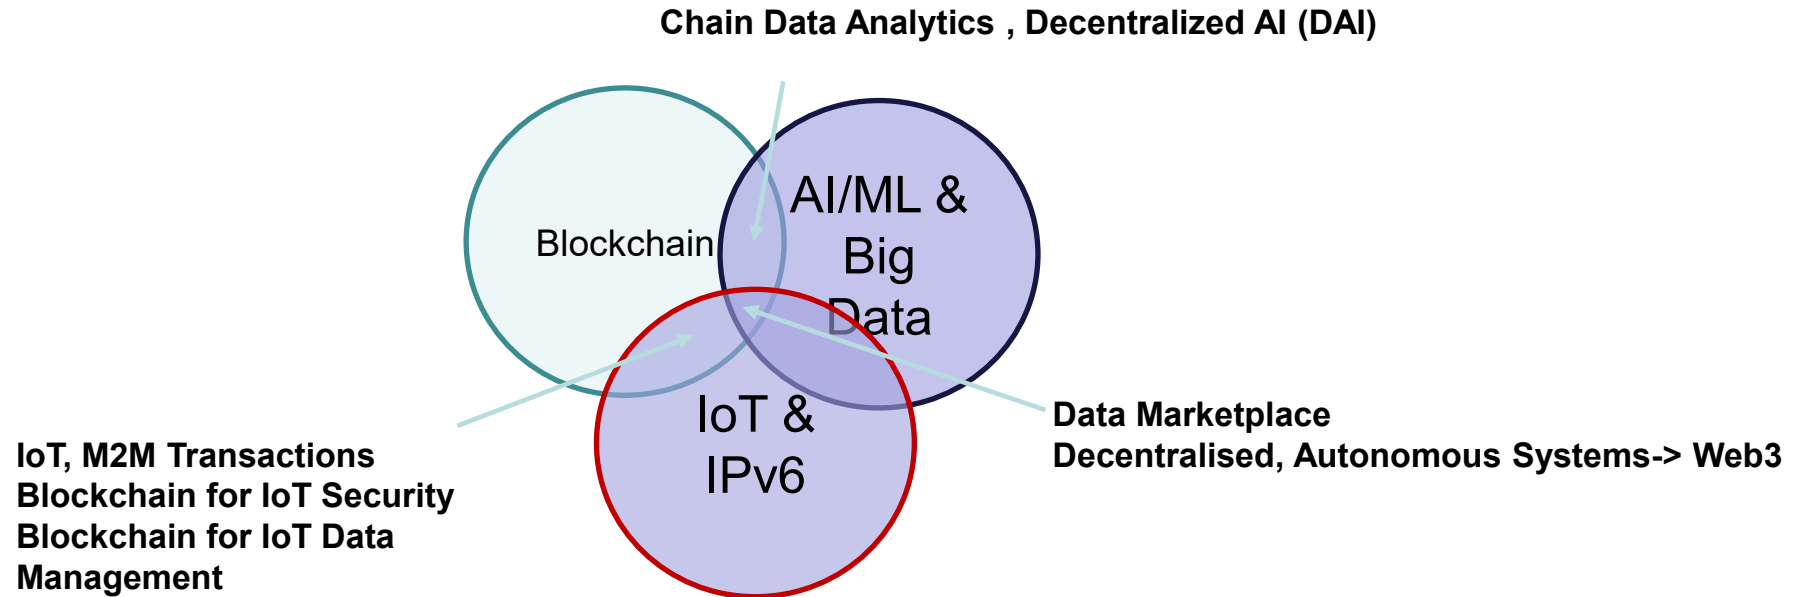 Chain Data Analytics , Decentralized AI (DAI)
Blockchain
AI/ML &
Big
Data
IoT &
IPv6
IoT, M2M Transactions
Blockchain for IoT Security
Blockchain for IoT Data
Management
Data Marketplace
Decentralised, Autonomous Systems-> Web3